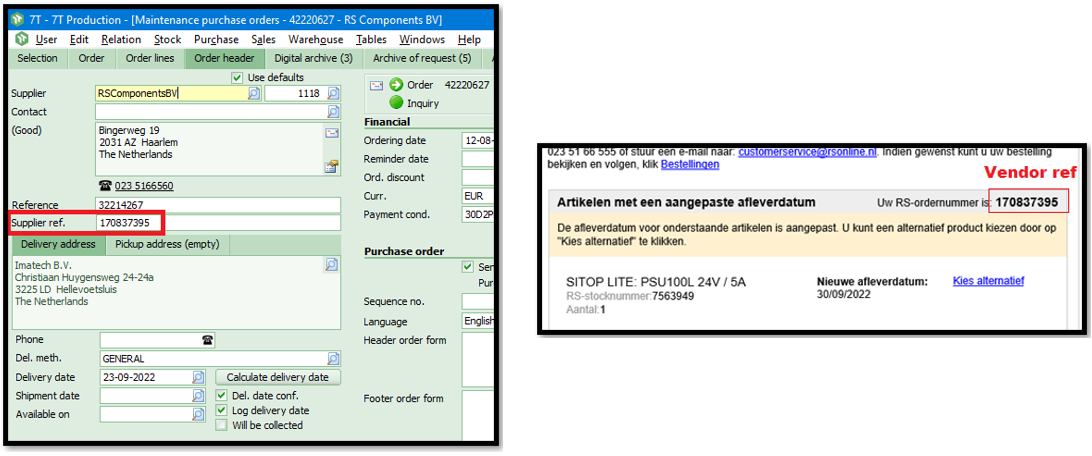 7T - 7T Production - [Maintenance purchase orders - 42220627 - RS Components BV]
User Edit Relation Stock Purchase Sales Warehouse Tables Windows Help
Selection Order Order lines Order header Digital archive (3) Archive of request (5)
Use defaults
Supplier RSComponentsBV 1118
Contact
(Good) Bingerweg 19
2031 AZ Haarlem
The Netherlands
023 5166560
Reference 32214267
Supplier ref. 170837395
Delivery address Pickup address (empty)
Imatech B.V.
Christiaan Huygensweg 24-24a
3225 LD Hellevoetsluis
The Netherlands
Phone
Del. meth. GENERAL
Delivery date 23-09-2022 Calculate delivery date
Shipment date Del. date conf.
Available on Log delivery date
Will be collected
Order 42220627
Inquiry
Financial
Ordering date 12-08-
Reminder date
Ord. discount
Curr. EUR
Payment cond. 30D2P
Purchase order
Sen
Pur
Sequence no.
Language English
Header order form
Footer order form
023 51 66 555 of stuur een e-mail naar: customerservice@rsonline.nl. Indien gewenst kunt u uw bestelling
bekijken en volgen, klik Bestellingen
Vendor ref
Artikelen met een aangepaste afleverdatum Uw RS-ordernummer is: 170837395
De afleverdatum voor onderstaande artikelen is aangepast. U kunt een alternatief product kiezen door op
"Kies alternatief" te klikken.
SITOP LITE: PSU100L 24V / 5A Nieuwe afleverdatum: Kies alternatief
RS-stocknummer:7563949 30/09/2022
Aantal:1